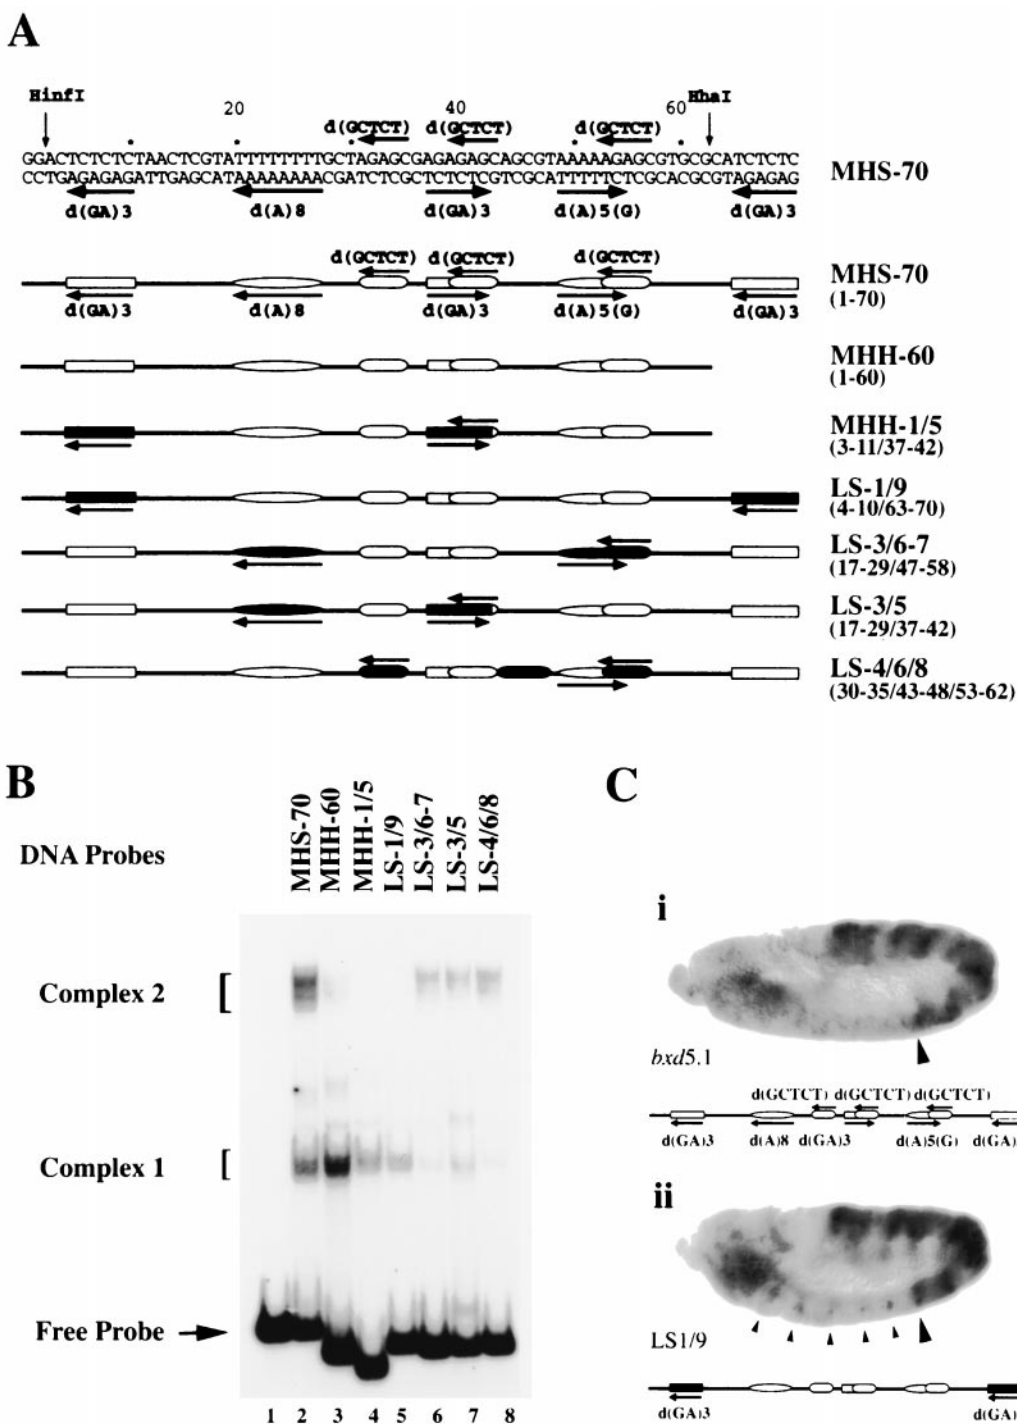 A
HinfI 20 40 60 HhaI
d(GCTCT) d(GCTCT) d(GCTCT)
GGACTCTCTCTAACTCGTATTTTTTTTGCTAGAGCGAGAGAGCAGCGTAAAAAGAGCGTGCGCATCTCTC
CCTGAGAGAGATTGAGCATAAAAAAAACGATCTCGCTCTCTCGTCGCATTTTTCTCGCACGCGTAGAGAG
MHS-70
d(GA)3 d(A)8 d(GA)3 d(A)5(G) d(GA)3
d(GCTCT) d(GCTCT) d(GCTCT)
MHS-70
(1-70)
d(GA)3 d(A)8 d(GA)3 d(A)5(G) d(GA)3
MHH-60
(1-60)
MHH-1/5
(3-11/37-42)
LS-1/9
(4-10/63-70)
LS-3/6-7
(17-29/47-58)
LS-3/5
(17-29/37-42)
LS-4/6/8
(30-35/43-48/53-62)
B
DNA Probes
MHS-70
MHH-60
MHH-1/5
LS-1/9
LS-3/6-7
LS-3/5
LS-4/6/8
Complex 2
Complex 1
Free Probe
1 2 3 4 5 6 7 8
C
i
bxd5.1
d(GCTCT) d(GCTCT) d(GCTCT)
d(GA)3 d(A)8 d(GA)3 d(A)5(G) d(GA)
ii
LS1/9
d(GA)3 d(GA)